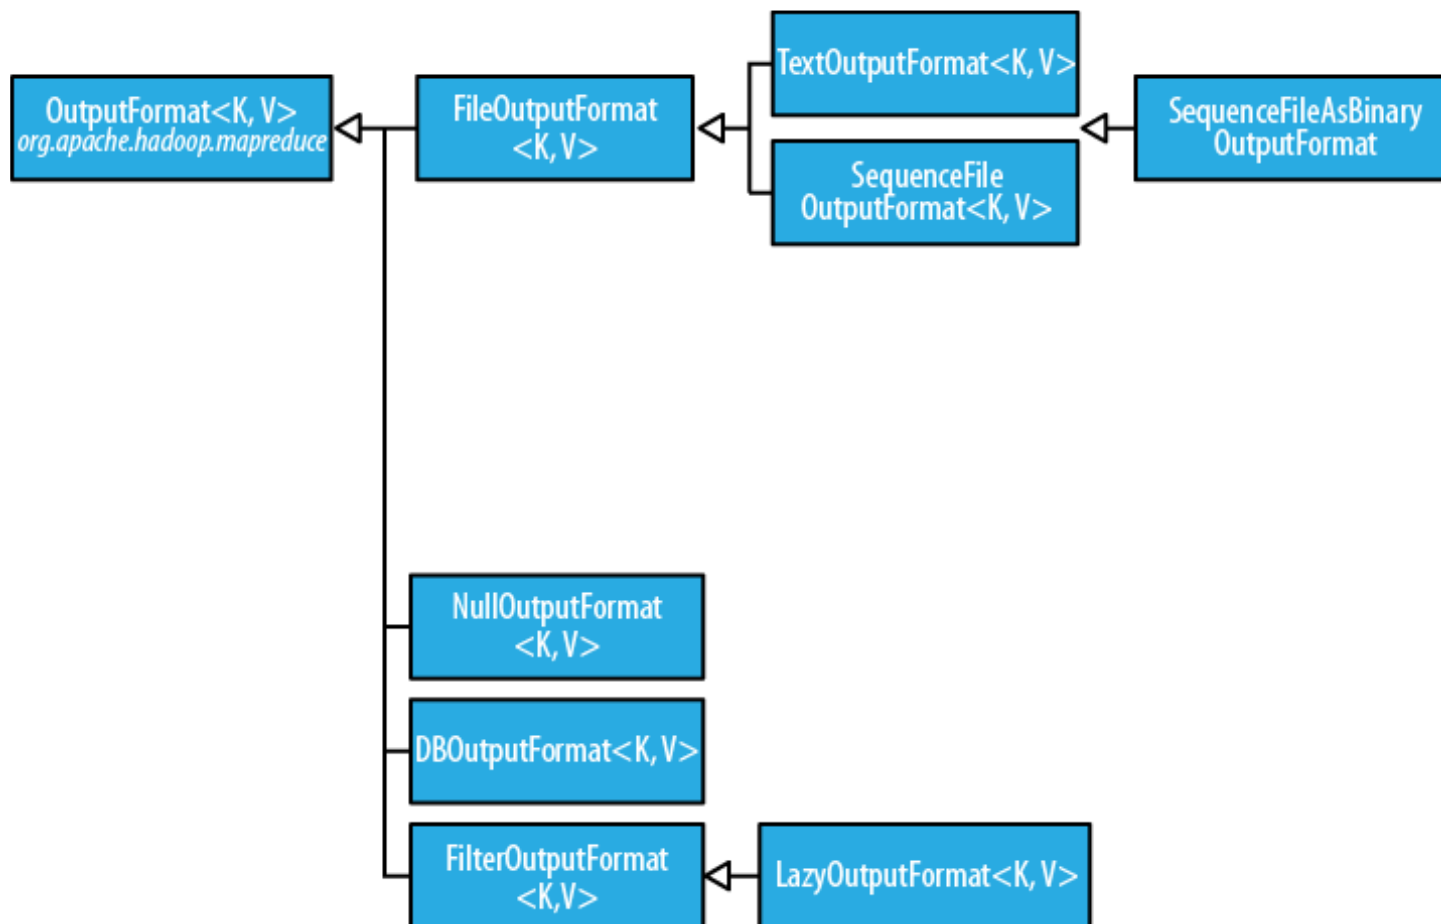 OutputFormat<K, V>
org.apache.hadoop.mapreduce
FileOutputFormat
<K, V>
TextOutputFormat<K, V>
SequenceFile
OutputFormat<K, V>
SequenceFileAsBinary
OutputFormat
NullOutputFormat
<K, V>
DBOutputFormat<K, V>
FilterOutputFormat
<K,V>
LazyOutputFormat<K, V>